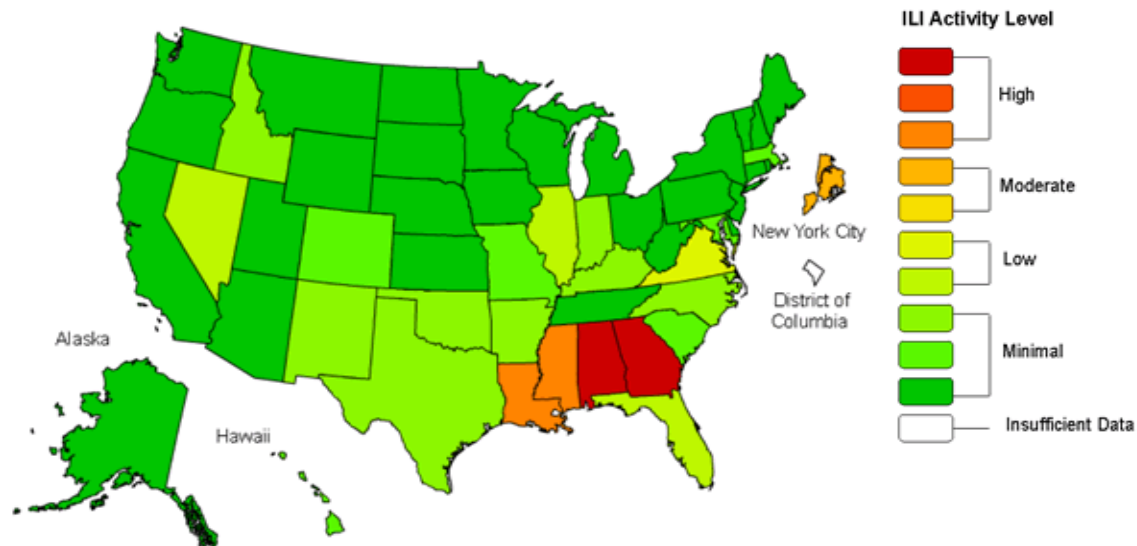 ILI Activity Level
High
Moderate
New York City
Low
District of
Columbia
Alaska
Minimal
Hawaii
Insufficient Data